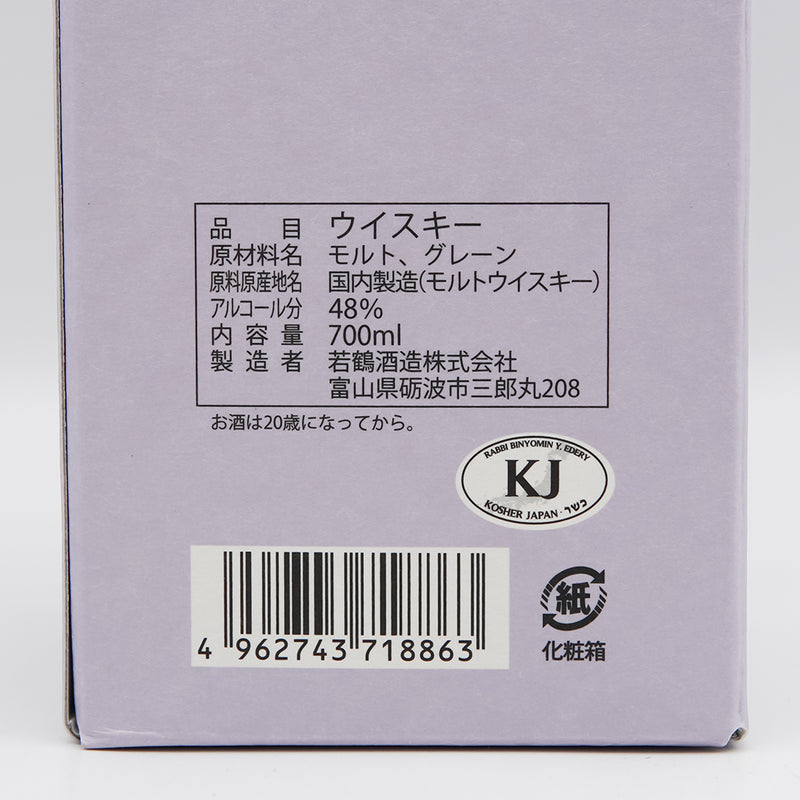 品目 ウイスキー
原材料名 モルト、グレーン
原料原産地名 国内製造(モルトウイスキー)
アルコール分 48%
内容量 700ml
製造者 若鶴酒造株式会社
富山県砺波市三郎丸208
お酒は20歳になってから。
RABBI BINYOMIN Y. EDERY
KJ
KOSHER JAPAN · כשר
4 962743 718863
紙
化粧箱